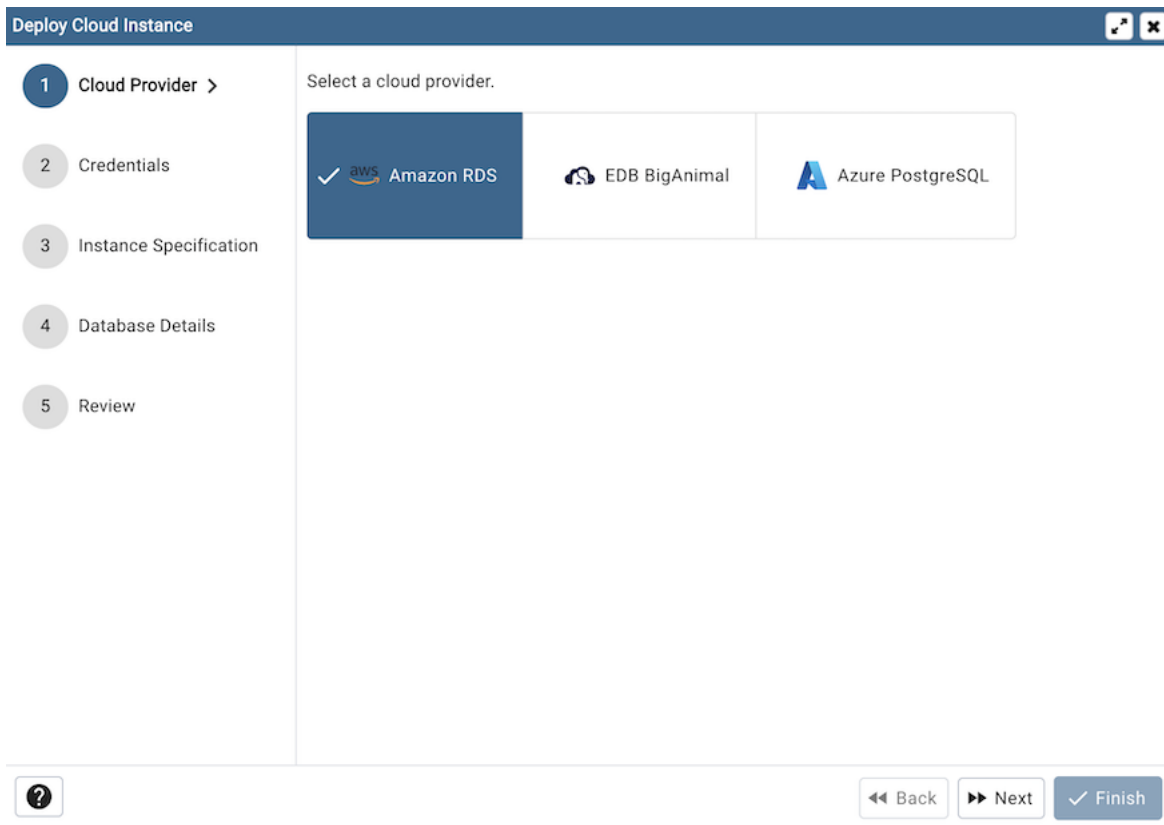 Deploy Cloud Instance
1 Cloud Provider
2 Credentials
3 Instance Specification
4 Database Details
5 Review
Select a cloud provider.
aws Amazon RDS
EDB BigAnimal
Azure PostgreSQL
?
Back
Next
Finish